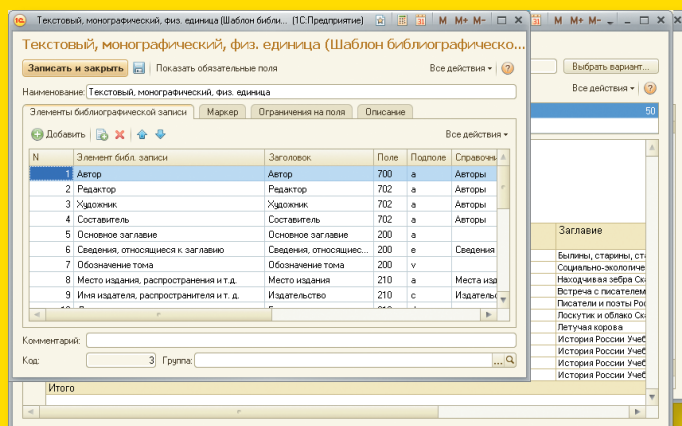 Текстовый, монографический, физ. единица (Шаблон библи... (1С:Предприятие) M M+ M- M M+ M-
Текстовый, монографический, физ. единица (Шаблон библиографическо...
Записать и закрыть Показать обязательные поля Все действия Выбрать вариант...
Все действия
Наименование: Текстовый, монографический, физ. единица
Элементы библиографической записи Маркер Ограничения на поля Описание 50
Добавить Все действия
N Элемент библ. записи Заголовок Поле Подполе Справочни
1 Автор Автор 700 a Авторы
2 Редактор Редактор 702 a Авторы
3 Художник Художник 702 a Авторы
4 Составитель Составитель 702 a Авторы
5 Основное заглавие Основное заглавие 200 a
6 Сведения, относящиеся к заглавию Сведения, относящиес... 200 e Сведения
7 Обозначение тома Обозначение тома 200 v
8 Место издания, распространения и т.д. Место издания 210 a Места изд
9 Имя издателя, распространителя и т. д. Издательство 210 c Издательс
Заглавие
Былины, старины, ст
Социально-экологиче
Находчивая зебра Ск
Встреча с писателем
Писатели и поэты Рос
Лоскутик и облако Ск
Летучая корова
История России Учеб
История России Учеб
История России Учеб
История России Учеб
Комментарий:
Код: 3 Группа: ...
Итого